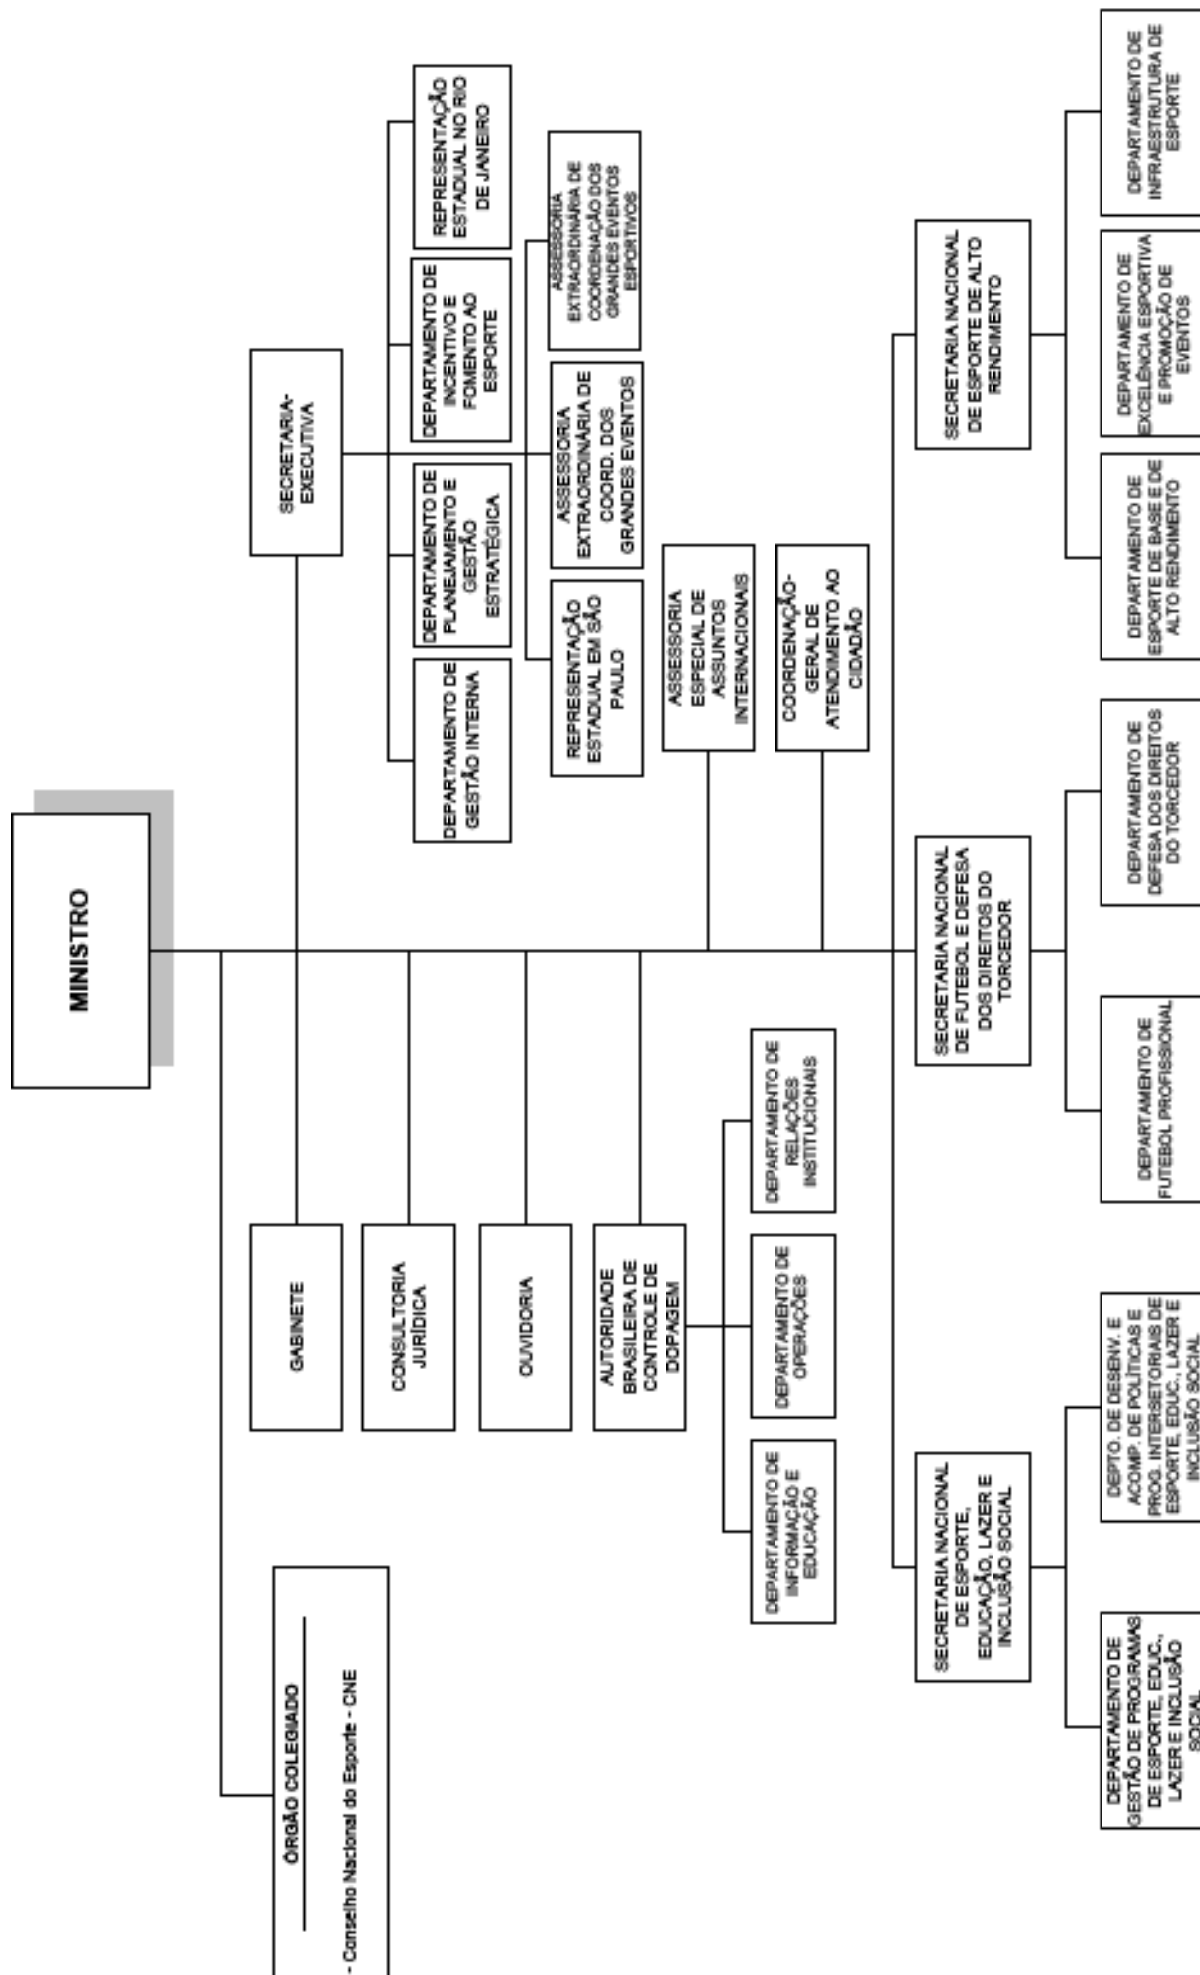 MINISTRO
ÓRGÃO COLEGIADO
- Conselho Nacional do Esporte - CNE
GABINETE
SECRETARIA-
EXECUTIVA
CONSULTORIA
JURÍDICA
OUVIDORIA
AUTORIDADE
BRASILEIRA DE
CONTROLE DE
DOPAGEM
DEPARTAMENTO DE
GESTÃO INTERNA
DEPARTAMENTO DE
PLANEJAMENTO E
GESTÃO
ESTRATÉGICA
DEPARTAMENTO DE
INCENTIVO E
FOMENTO AO
ESPORTE
REPRESENTAÇÃO
ESTADUAL NO RIO
DE JANEIRO
REPRESENTAÇÃO
ESTADUAL EM SÃO
PAULO
ASSESSORIA
EXTRAORDINÁRIA DE
COORD. DOS
GRANDES EVENTOS
ASSESSORIA
EXTRAORDINÁRIA DE
COORDENAÇÃO DOS
GRANDES EVENTOS
ESPORTIVOS
ASSESSORIA
ESPECIAL DE
ASSUNTOS
INTERNACIONAIS
COORDENAÇÃO-
GERAL DE
ATENDIMENTO AO
CIDADÃO
DEPARTAMENTO DE
INFORMAÇÃO E
EDUCAÇÃO
DEPARTAMENTO DE
OPERAÇÕES
DEPARTAMENTO DE
RELAÇÕES
INSTITUCIONAIS
SECRETARIA NACIONAL
DE ESPORTE,
EDUCAÇÃO, LAZER E
INCLUSÃO SOCIAL
SECRETARIA NACIONAL
DE FUTEBOL E DEFESA
DOS DIREITOS DO
TORCEDOR
SECRETARIA NACIONAL
DE ESPORTE DE ALTO
RENDIMENTO
DEPARTAMENTO DE
GESTÃO DE PROGRAMAS
DE ESPORTE, EDUC.,
LAZER E INCLUSÃO
SOCIAL
DEPTO. DE DESENV. E
ACOMP. DE POLÍTICAS E
PROG. INTERSETORIAIS DE
ESPORTE, EDUC., LAZER E
INCLUSÃO SOCIAL
DEPARTAMENTO DE
FUTEBOL PROFISSIONAL
DEPARTAMENTO DE
DEFESA DOS DIREITOS
DO TORCEDOR
DEPARTAMENTO DE
ESPORTE DE BASE E DE
ALTO RENDIMENTO
DEPARTAMENTO DE
EXCELÊNCIA ESPORTIVA
E PROMOÇÃO DE
EVENTOS
DEPARTAMENTO DE
INFRAESTRUTURA DE
ESPORTE